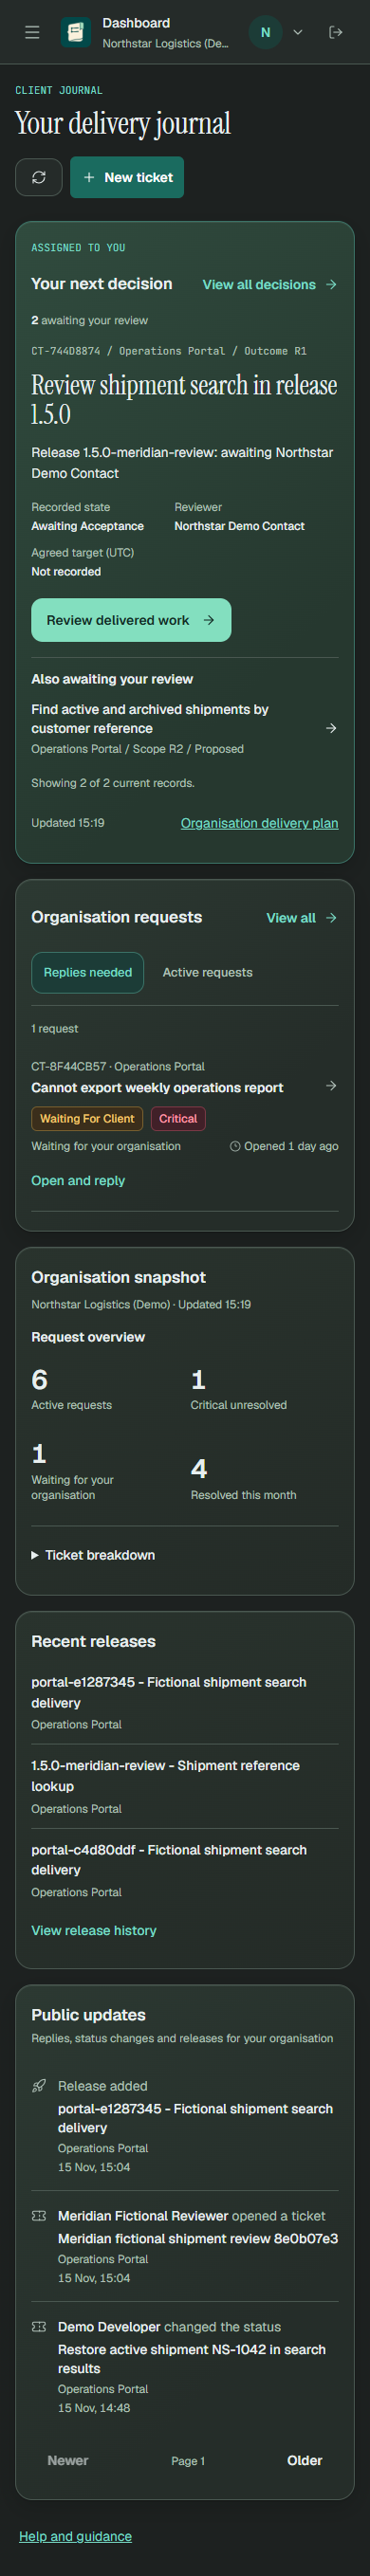 Dashboard
Northstar Logistics (De...
N
CLIENT JOURNAL
Your delivery journal
New ticket
ASSIGNED TO YOU
Your next decision
View all decisions
2 awaiting your review
CT-744D8874 / Operations Portal / Outcome R1
Review shipment search in release
1.5.0
Release 1.5.0-meridian-review: awaiting Northstar
Demo Contact
Recorded state
Reviewer
Awaiting Acceptance
Northstar Demo Contact
Agreed target (UTC)
Not recorded
Review delivered work
Also awaiting your review
Find active and archived shipments by
customer reference
Operations Portal / Scope R2 / Proposed
Showing 2 of 2 current records.
Updated 15:19
Organisation delivery plan
Organisation requests
View all
Replies needed
Active requests
1 request
CT-8F44CB57 · Operations Portal
Cannot export weekly operations report
Waiting For Client
Critical
Waiting for your organisation
Opened 1 day ago
Open and reply
Organisation snapshot
Northstar Logistics (Demo) · Updated 15:19
Request overview
6
1
Active requests
Critical unresolved
1
4
Waiting for your
organisation
Resolved this month
Ticket breakdown
Recent releases
portal-e1287345 - Fictional shipment search
delivery
Operations Portal
1.5.0-meridian-review - Shipment reference
lookup
Operations Portal
portal-c4d80ddf - Fictional shipment search
delivery
Operations Portal
View release history
Public updates
Replies, status changes and releases for your organisation
Release added
portal-e1287345 - Fictional shipment search
delivery
Operations Portal
15 Nov, 15:04
Meridian Fictional Reviewer opened a ticket
Meridian fictional shipment review 8e0b07e3
Operations Portal
15 Nov, 15:04
Demo Developer changed the status
Restore active shipment NS-1042 in search
results
Operations Portal
15 Nov, 14:48
Newer
Page 1
Older
Help and guidance